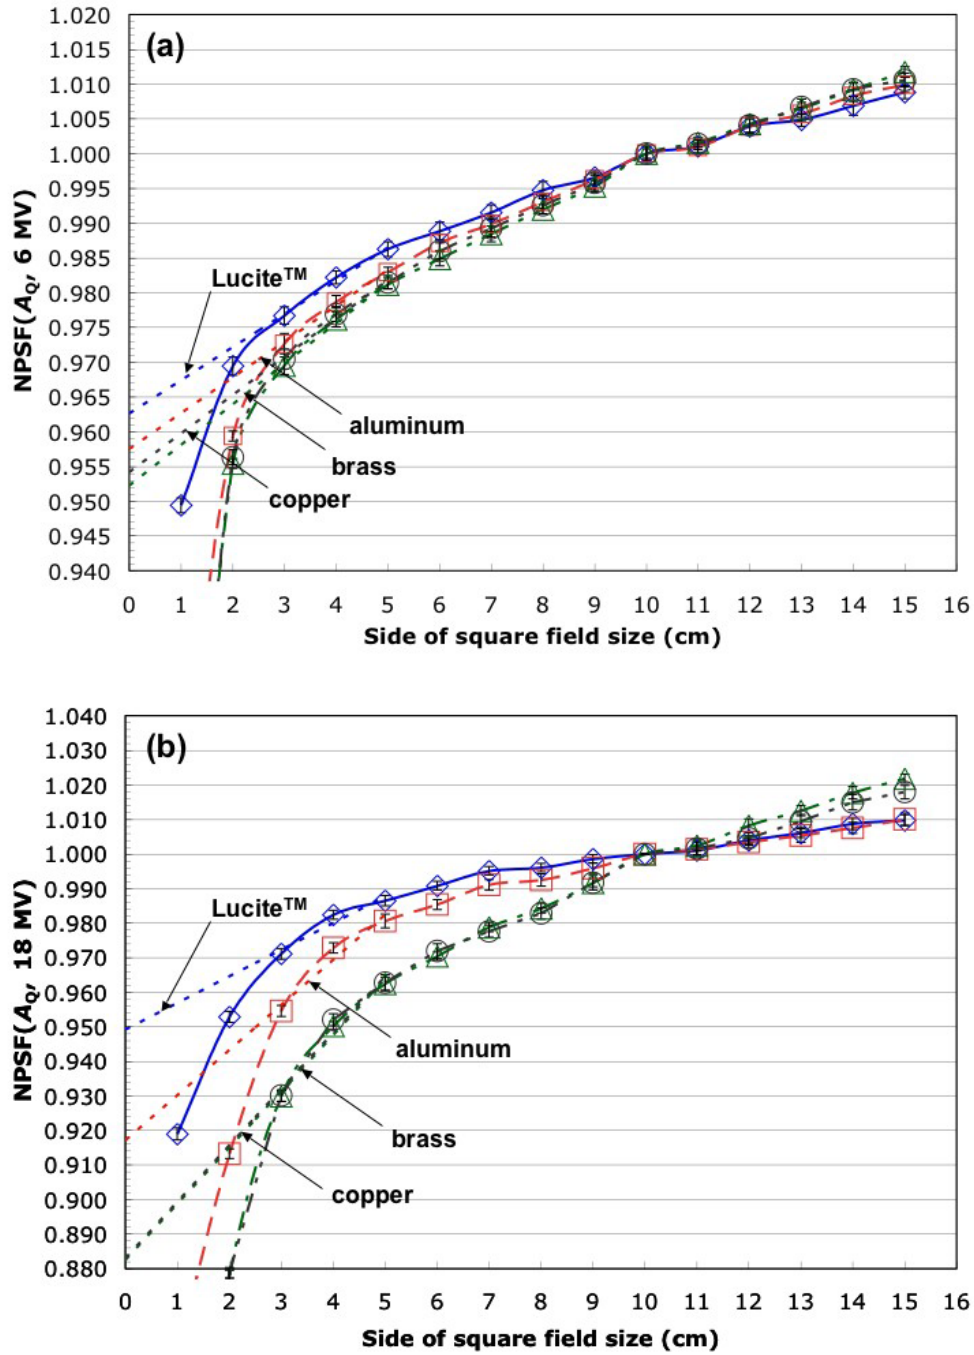 1.020
(a)
1.015
1.010
1.005
1.000
0.995
0.990
0.985
0.980
0.975
0.970
0.965
0.960
0.955
0.950
0.945
0.940
NPSF(AQ, 6 MV)
Lucite™
aluminum
brass
copper
0 1 2 3 4 5 6 7 8 9 10 11 12 13 14 15 16
Side of square field size (cm)
1.040
(b)
1.030
1.020
1.010
1.000
0.990
0.980
0.970
0.960
0.950
0.940
0.930
0.920
0.910
0.900
0.890
0.880
NPSF(AQ, 18 MV)
Lucite™
aluminum
brass
copper
0 1 2 3 4 5 6 7 8 9 10 11 12 13 14 15 16
Side of square field size (cm)